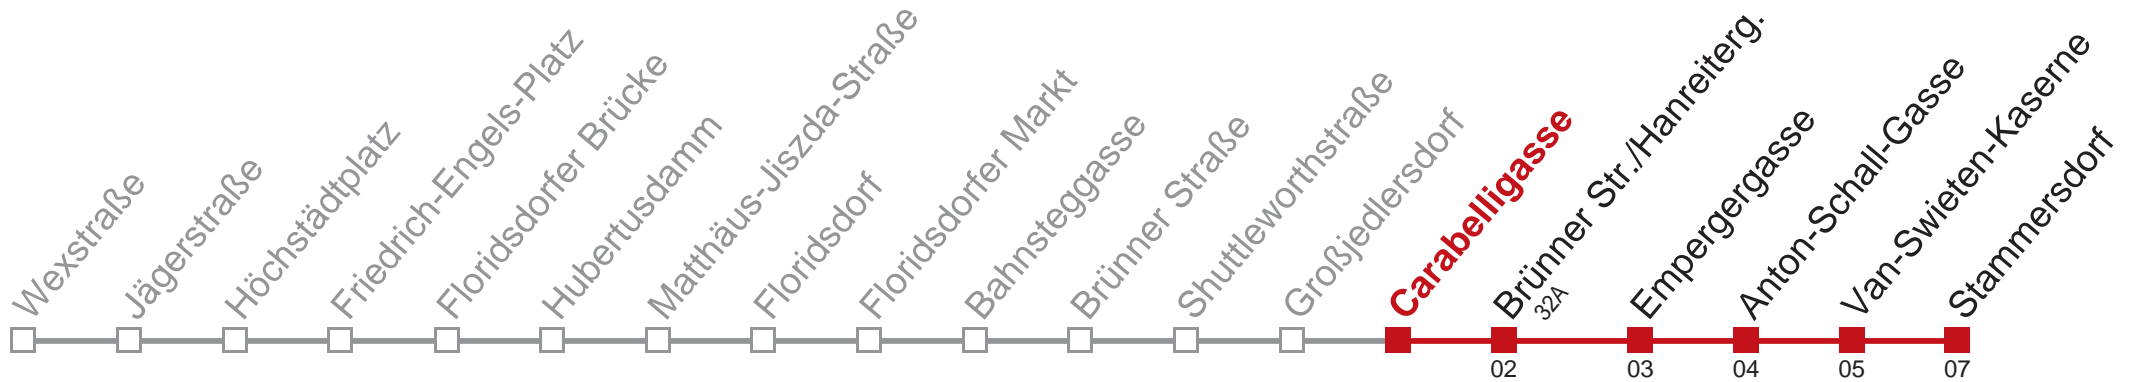 Wexstraße
Jägerstraße
Höchstädtplatz
Friedrich-Engels-Platz
Floridsdorfer Brücke
Hubertusdamm
Matthäus-Jiszda-Straße
Floridsdorf
Floridsdorfer Markt
Bahnsteggasse
Brünner Straße
Shuttleworthstraße
Großjedlersdorf
Carabelligasse
Brünner Str./Hanreiterg.
32A
Empergergasse
Anton-Schall-Gasse
Van-Swieten-Kaserne
Stammersdorf
02 03 04 05 07